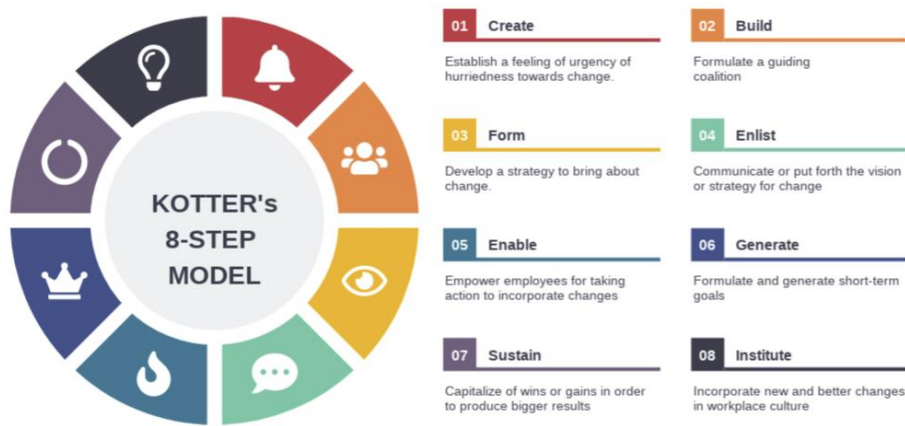 KOTTER's
8-STEP
MODEL
01 Create
Establish a feeling of urgency of
hurriedness towards change.
02 Build
Formulate a guiding
coalition
03 Form
Develop a strategy to bring about
change.
04 Enlist
Communicate or put forth the vision
or strategy for change
05 Enable
Empower employees for taking
action to incorporate changes
06 Generate
Formulate and generate short-term
goals
07 Sustain
Capitalize of wins or gains in order
to produce bigger results
08 Institute
Incorporate new and better changes
in workplace culture